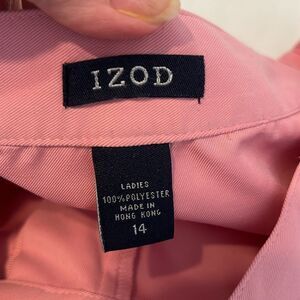 IZOD
LADIES
100% POLYESTER
MADE IN
HONG KONG
14